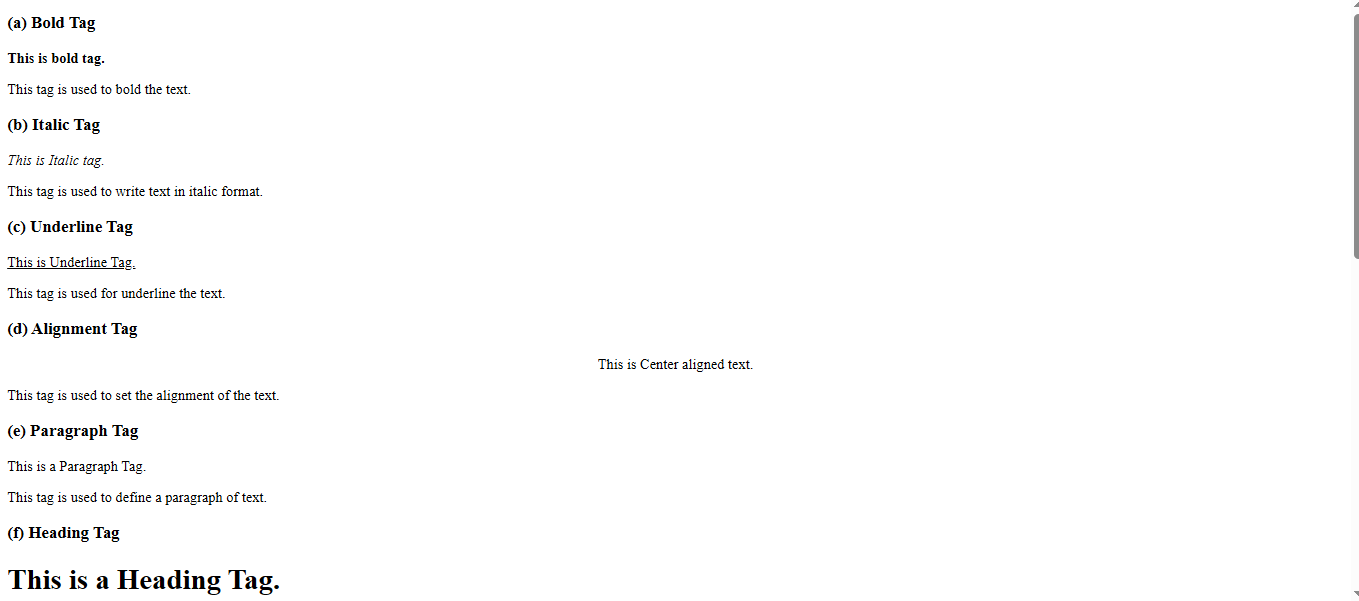 (a) Bold Tag
This is bold tag.
This tag is used to bold the text.
(b) Italic Tag
This is Italic tag.
This tag is used to write text in italic format.
(c) Underline Tag
This is Underline Tag.
This tag is used for underline the text.
(d) Alignment Tag
This is Center aligned text.
This tag is used to set the alignment of the text.
(e) Paragraph Tag
This is a Paragraph Tag.
This tag is used to define a paragraph of text.
(f) Heading Tag
This is a Heading Tag.